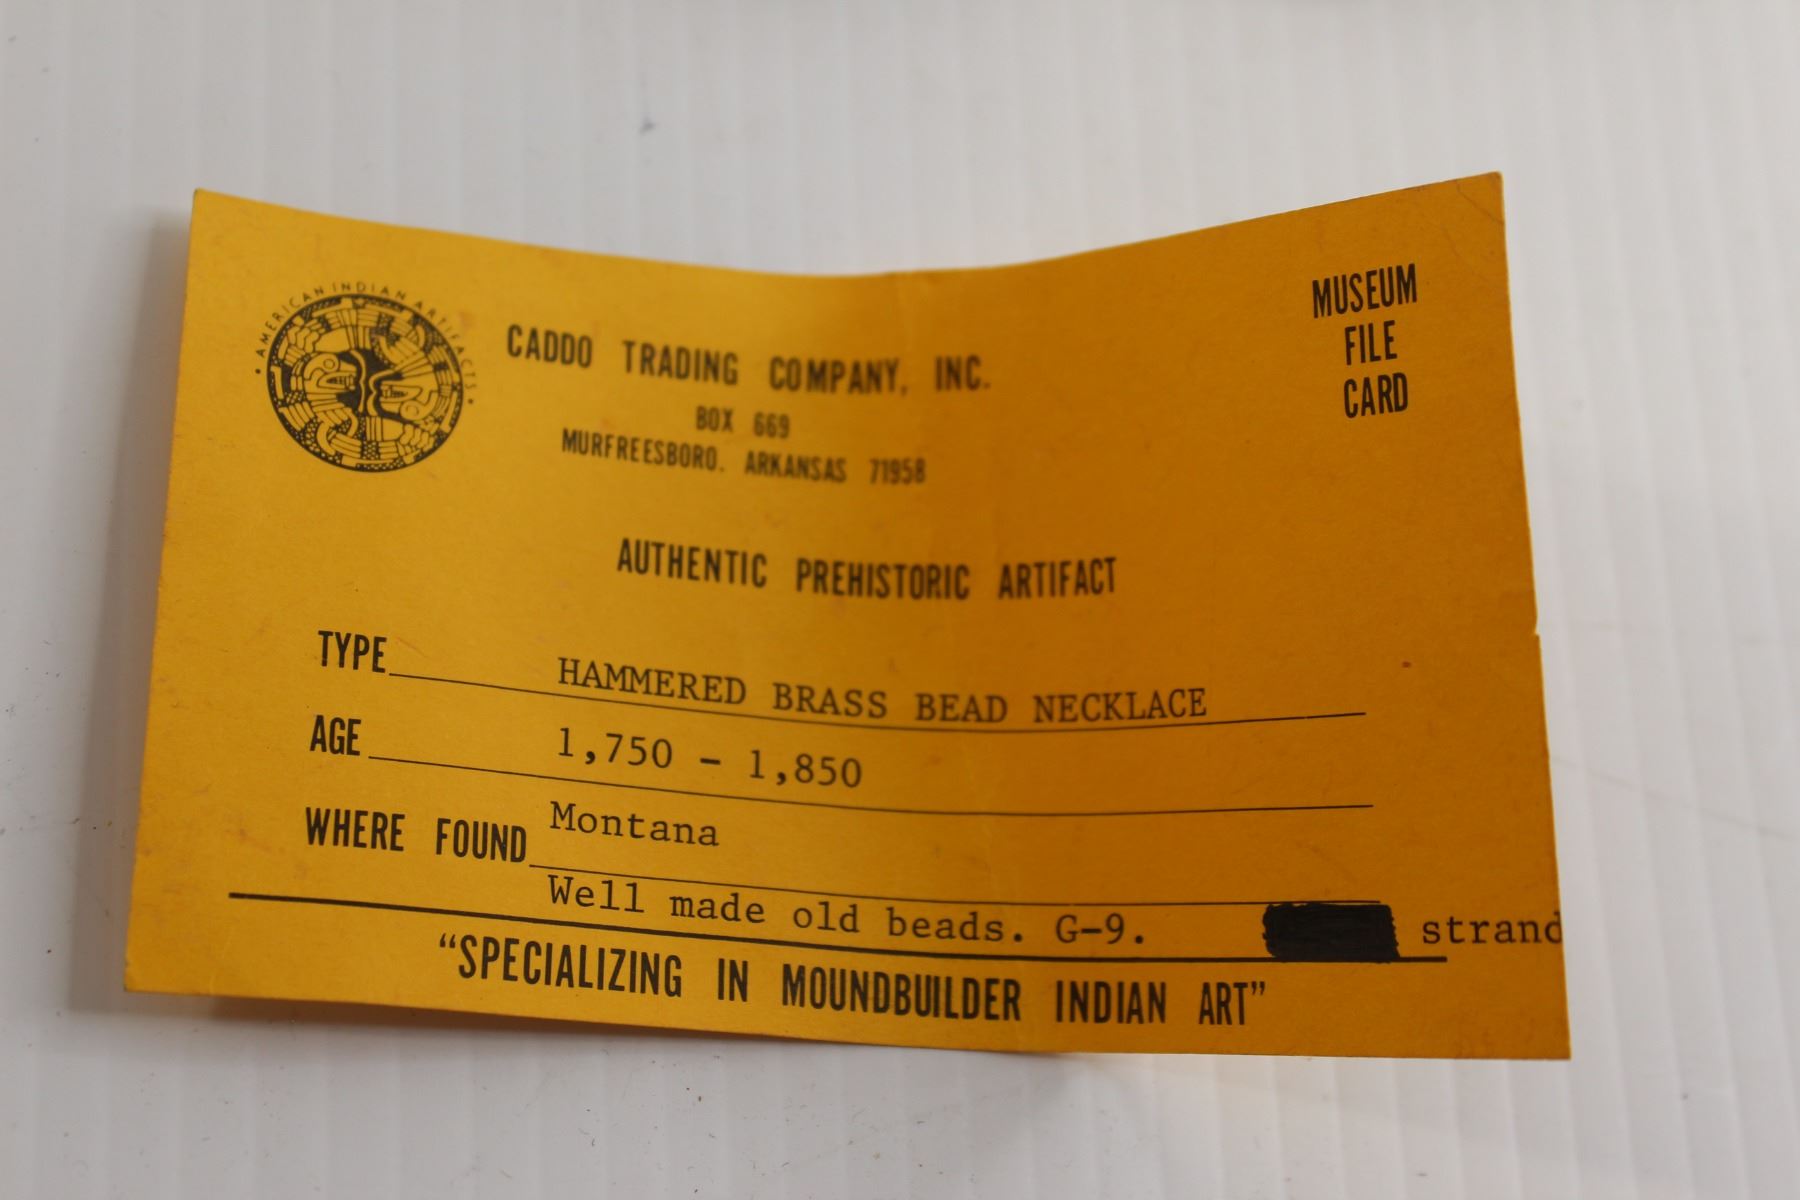 • AMERICAN INDIAN ARTIFACTS •
CADDO TRADING COMPANY, INC.
BOX 669
MURFREESBORO, ARKANSAS 71958
MUSEUM
FILE
CARD
AUTHENTIC PREHISTORIC ARTIFACT
TYPE HAMMERED BRASS BEAD NECKLACE
AGE 1,750 - 1,850
WHERE FOUND Montana
Well made old beads. G-9. strand
“SPECIALIZING IN MOUNDBUILDER INDIAN ART”